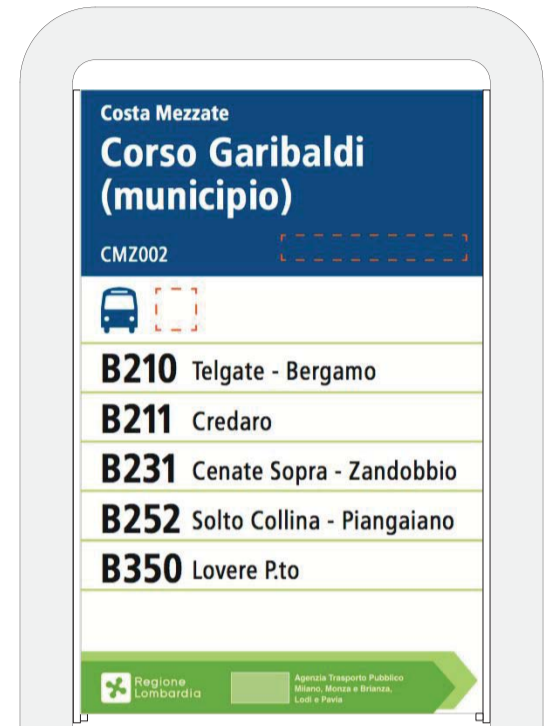 Costa Mezzate
Corso Garibaldi
(municipio)
CMZ002
B210 Telgate - Bergamo
B211 Credaro
B231 Cenate Sopra - Zandobbio
B252 Solto Collina - Piangaiano
B350 Lovere P.to
Regione
Lombardia
Agenzia Trasporto Pubblico
Milano, Monza e Brianza,
Lodi e Pavia